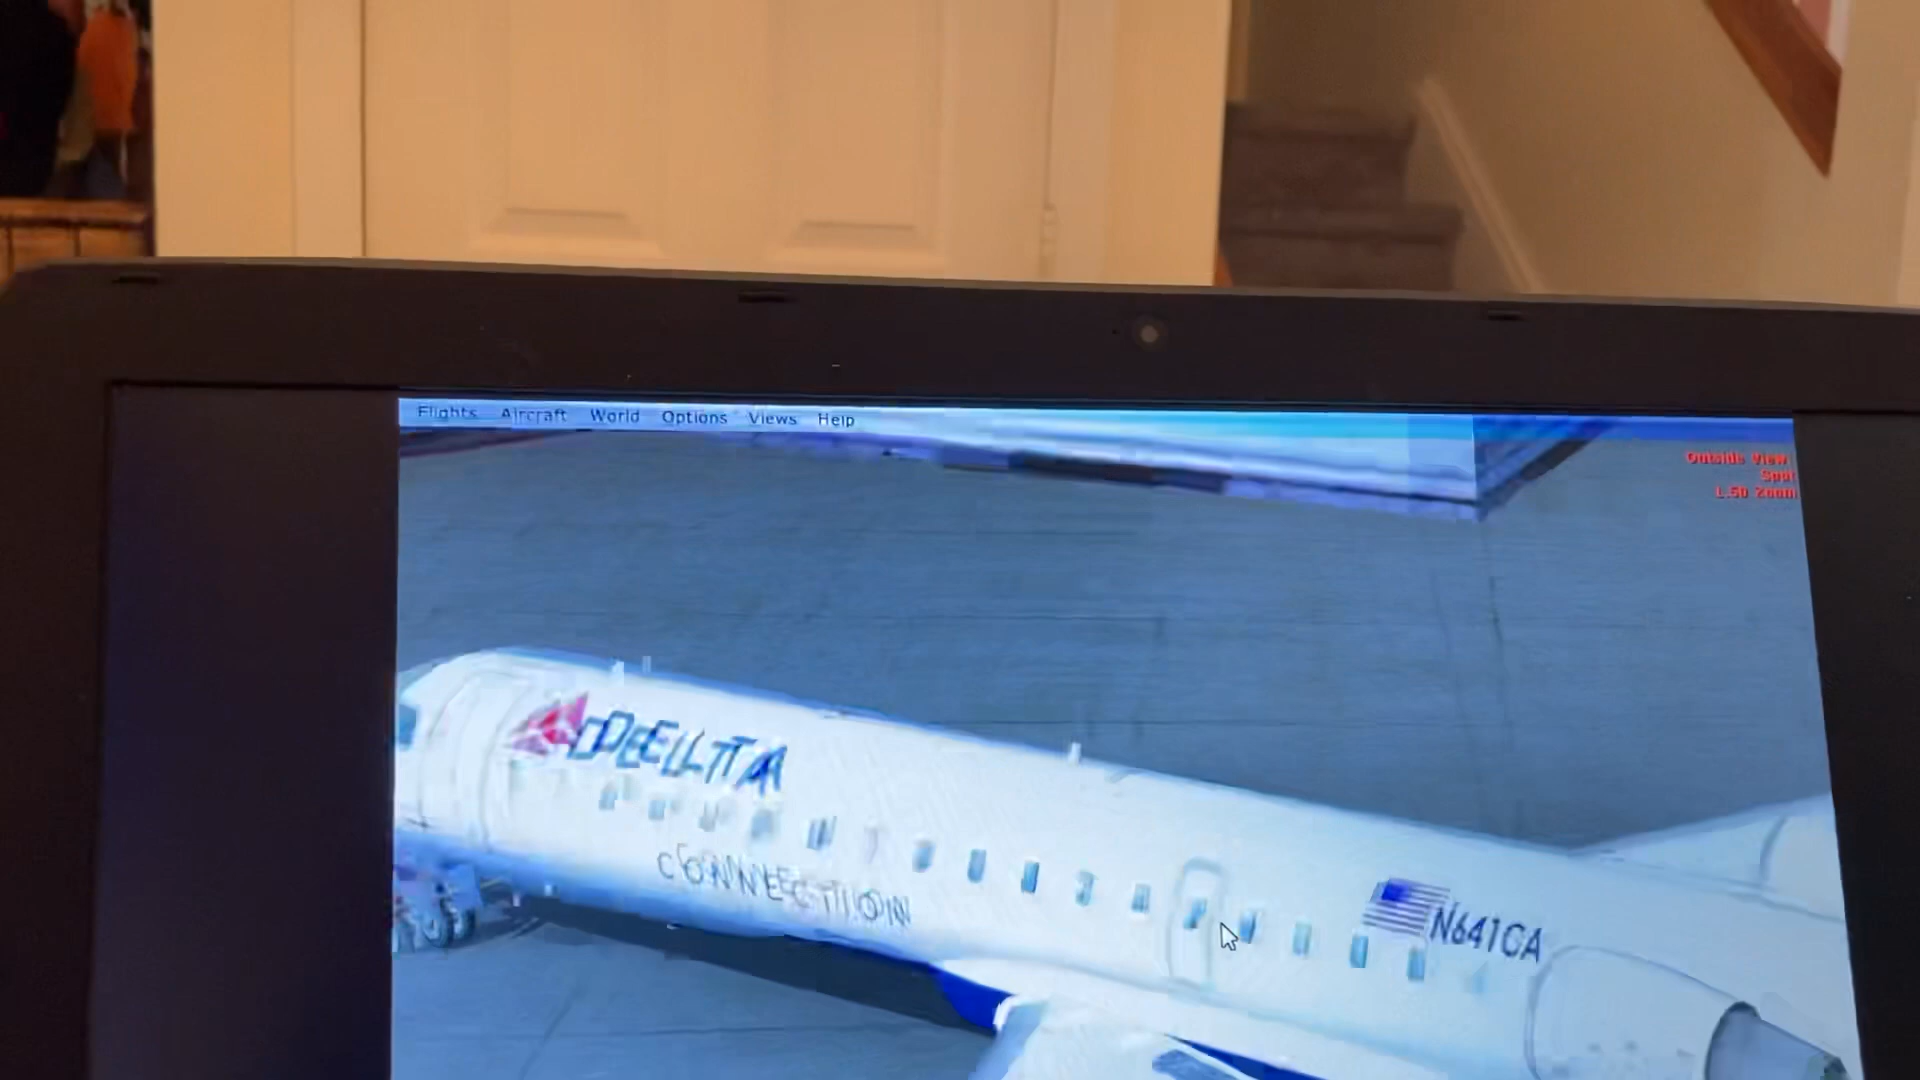 Flights Aircraft World Options Views Help
Outside View
Spot
1.50 Zoom
DELTA
CONNECTION
N641CA